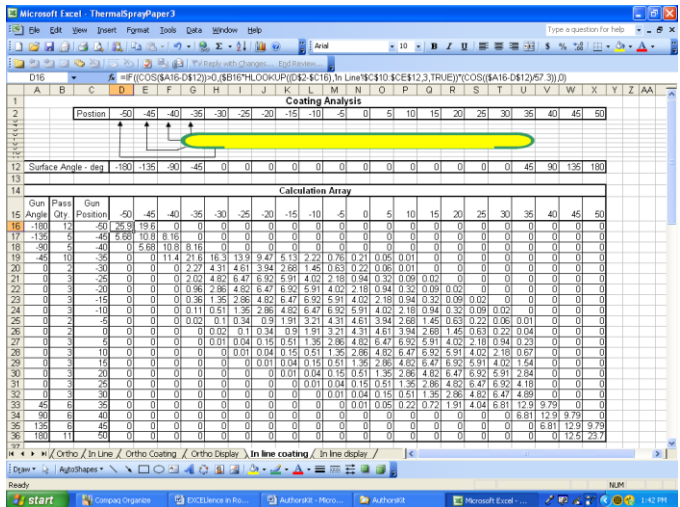 Microsoft Excel - ThermalSprayPaper3
File Edit View Insert Format Tools Data Window Help Type a question for help
Arial 10 B I U $ %
Reply with Changes... End Review...
D16 fx =IF((COS($A16-D$12))>0,($B16*HLOOKUP((D$2-$C16),'In Line'!$C$10:$CE$12,3,TRUE))*(COS(($A16-D$12)/57.3)),0)
A B C D E F G H I J K L M N O P Q R S T U V W X Y Z AA
1 Coating Analysis
2 Postion -50 -45 -40 -35 -30 -25 -20 -15 -10 -5 0 5 10 15 20 25 30 35 40 45 50
12 Surface Angle - deg -180 -135 -90 -45 0 0 0 0 0 0 0 0 0 0 0 0 0 45 90 135 180
13
14 Calculation Array
Gun Pass Gun
15 Angle Qty. Position -50 -45 -40 -35 -30 -25 -20 -15 -10 -5 0 5 10 15 20 25 30 35 40 45 50
16 -180 12 -50 25.9 19.6 0 0 0 0 0 0 0 0 0 0 0 0 0 0 0 0 0 0 0
17 -135 5 -45 5.68 10.8 8.16 0 0 0 0 0 0 0 0 0 0 0 0 0 0 0 0 0 0
18 -90 5 -40 0 5.68 10.8 8.16 0 0 0 0 0 0 0 0 0 0 0 0 0 0 0 0 0
19 -45 10 -35 0 0 11.4 21.6 16.3 13.9 9.47 5.13 2.22 0.76 0.21 0.05 0.01 0 0 0 0 0 0 0 0
20 0 2 -30 0 0 0 2.27 4.31 4.61 3.94 2.68 1.45 0.63 0.22 0.06 0.01 0 0 0 0 0 0 0 0
21 0 3 -25 0 0 0 2.02 4.82 6.47 6.92 5.91 4.02 2.18 0.94 0.32 0.09 0.02 0 0 0 0 0 0 0
22 0 3 -20 0 0 0 0.96 2.86 4.82 6.47 6.92 5.91 4.02 2.18 0.94 0.32 0.09 0.02 0 0 0 0 0 0
23 0 3 -15 0 0 0 0.36 1.35 2.86 4.82 6.47 6.92 5.91 4.02 2.18 0.94 0.32 0.09 0.02 0 0 0 0 0
24 0 3 -10 0 0 0 0.11 0.51 1.35 2.86 4.82 6.47 6.92 5.91 4.02 2.18 0.94 0.32 0.09 0.02 0 0 0 0
25 0 2 -5 0 0 0 0.02 0.1 0.34 0.9 1.91 3.21 4.31 4.61 3.94 2.68 1.45 0.63 0.22 0.06 0.01 0 0 0
26 0 2 0 0 0 0 0 0.02 0.1 0.34 0.9 1.91 3.21 4.31 4.61 3.94 2.68 1.45 0.63 0.22 0.04 0 0 0
27 0 3 5 0 0 0 0 0.01 0.04 0.15 0.51 1.35 2.86 4.82 6.47 6.92 5.91 4.02 2.18 0.94 0.23 0 0 0
28 0 3 10 0 0 0 0 0 0.01 0.04 0.15 0.51 1.35 2.86 4.82 6.47 6.92 5.91 4.02 2.18 0.67 0 0 0
29 0 3 15 0 0 0 0 0 0 0.01 0.04 0.15 0.51 1.35 2.86 4.82 6.47 6.92 5.91 4.02 1.54 0 0 0
30 0 3 20 0 0 0 0 0 0 0.01 0.04 0.15 0.51 1.35 2.86 4.82 6.47 6.92 5.91 2.84 0 0 0
31 0 3 25 0 0 0 0 0 0 0 0.01 0.04 0.15 0.51 1.35 2.86 4.82 6.47 6.92 4.18 0 0 0
32 0 3 30 0 0 0 0 0 0 0 0 0.01 0.04 0.15 0.51 1.35 2.86 4.82 6.47 4.89 0 0 0
33 45 6 35 0 0 0 0 0 0 0 0 0 0.01 0.05 0.22 0.72 1.91 4.04 6.81 12.9 9.79 0 0
34 90 6 40 0 0 0 0 0 0 0 0 0 0 0 0 0 0 0 0 0 6.81 12.9 9.79 0
35 135 6 45 0 0 0 0 0 0 0 0 0 0 0 0 0 0 0 0 0 0 6.81 12.9 9.79
36 180 11 50 0 0 0 0 0 0 0 0 0 0 0 0 0 0 0 0 0 0 0 12.5 23.7
Ortho / In Line / Ortho Coating / Ortho Display \ In line coating / In line display /
Draw AutoShapes
Ready NUM
start Compaq Organize EXCELlence in Ro... AuthorsKit - Micro... AuthorsKit Microsoft Excel - ... 1:42 PM